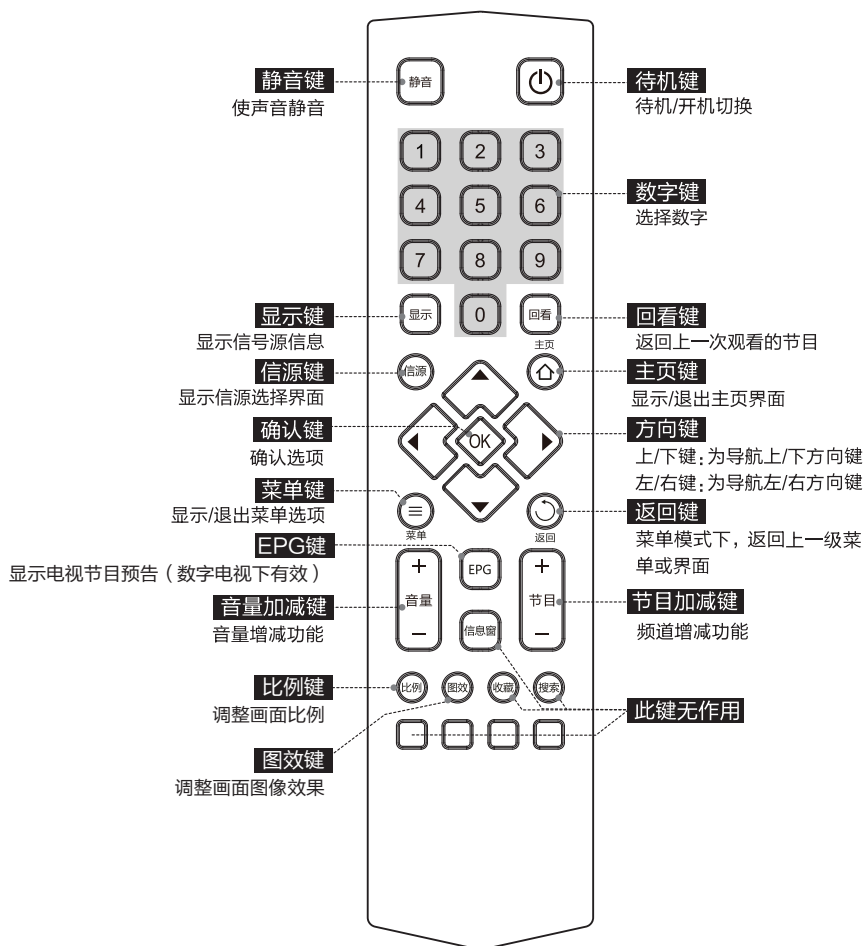 静音键
使声音静音
静音
待机键
待机/开机切换
1
2
3
数字键
选择数字
4
5
6
7
8
9
显示键
显示信号源信息
显示
0
回看
回看键
返回上一次观看的节目
信源键
显示信源选择界面
信源
主页
主页键
显示/退出主页界面
确认键
确认选项
OK
方向键
上/下键:为导航上/下方向键
左/右键:为导航左/右方向键
菜单键
显示/退出菜单选项
菜单
返回
返回键
菜单模式下，返回上一级菜
单或界面
EPG键
显示电视节目预告（数字电视下有效）
EPG
音量加减键
音量增减功能
+
音量
−
信息窗
+
节目
−
节目加减键
频道增减功能
比例键
调整画面比例
比例
图效
收藏
搜索
此键无作用
图效键
调整画面图像效果